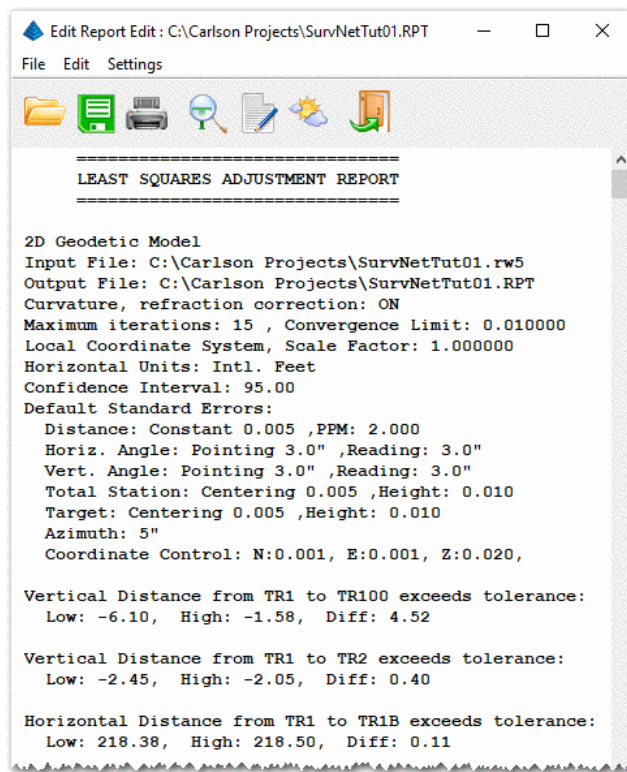 Edit Report Edit : C:\Carlson Projects\SurvNetTut01.RPT
File Edit Settings
================================
LEAST SQUARES ADJUSTMENT REPORT
================================
2D Geodetic Model
Input File: C:\Carlson Projects\SurvNetTut01.rw5
Output File: C:\Carlson Projects\SurvNetTut01.RPT
Curvature, refraction correction: ON
Maximum iterations: 15 , Convergence Limit: 0.010000
Local Coordinate System, Scale Factor: 1.000000
Horizontal Units: Intl. Feet
Confidence Interval: 95.00
Default Standard Errors:
Distance: Constant 0.005 ,PPM: 2.000
Horiz. Angle: Pointing 3.0" ,Reading: 3.0"
Vert. Angle: Pointing 3.0" ,Reading: 3.0"
Total Station: Centering 0.005 ,Height: 0.010
Target: Centering 0.005 ,Height: 0.010
Azimuth: 5"
Coordinate Control: N:0.001, E:0.001, Z:0.020,
Vertical Distance from TR1 to TR100 exceeds tolerance:
Low: -6.10, High: -1.58, Diff: 4.52
Vertical Distance from TR1 to TR2 exceeds tolerance:
Low: -2.45, High: -2.05, Diff: 0.40
Horizontal Distance from TR1 to TR1B exceeds tolerance:
Low: 218.38, High: 218.50, Diff: 0.11